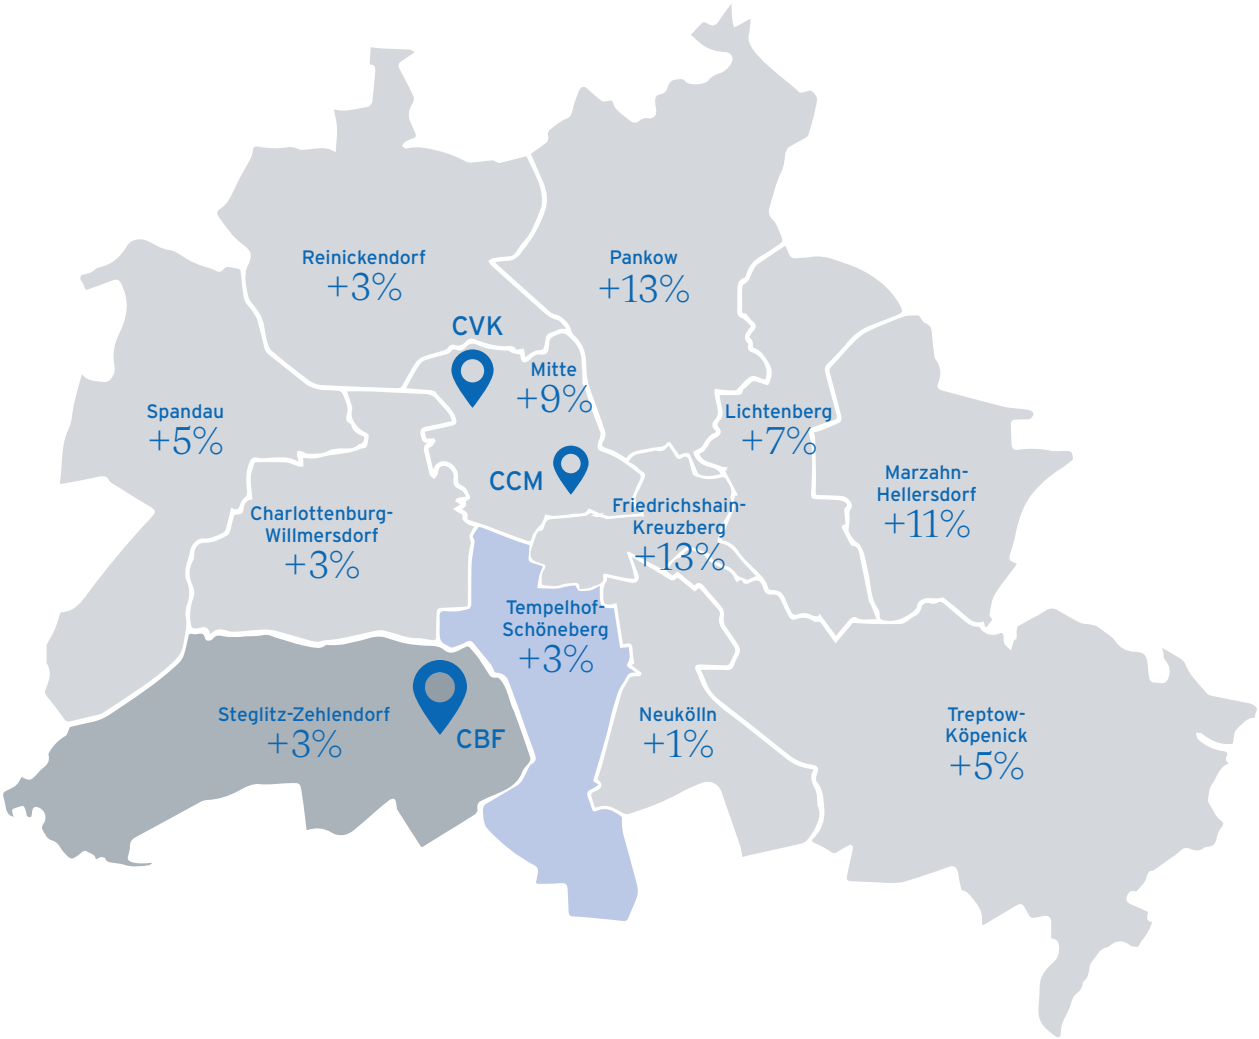 Reinickendorf
+3%
Pankow
+13%
CVK
Mitte
+9%
Spandau
+5%
Lichtenberg
+7%
CCM
Marzahn-
Hellersdorf
+11%
Charlottenburg-
Willmersdorf
+3%
Friedrichshain-
Kreuzberg
+13%
Tempelhof-
Schöneberg
+3%
Steglitz-Zehlendorf
+3%
CBF
Neukölln
+1%
Treptow-
Köpenick
+5%